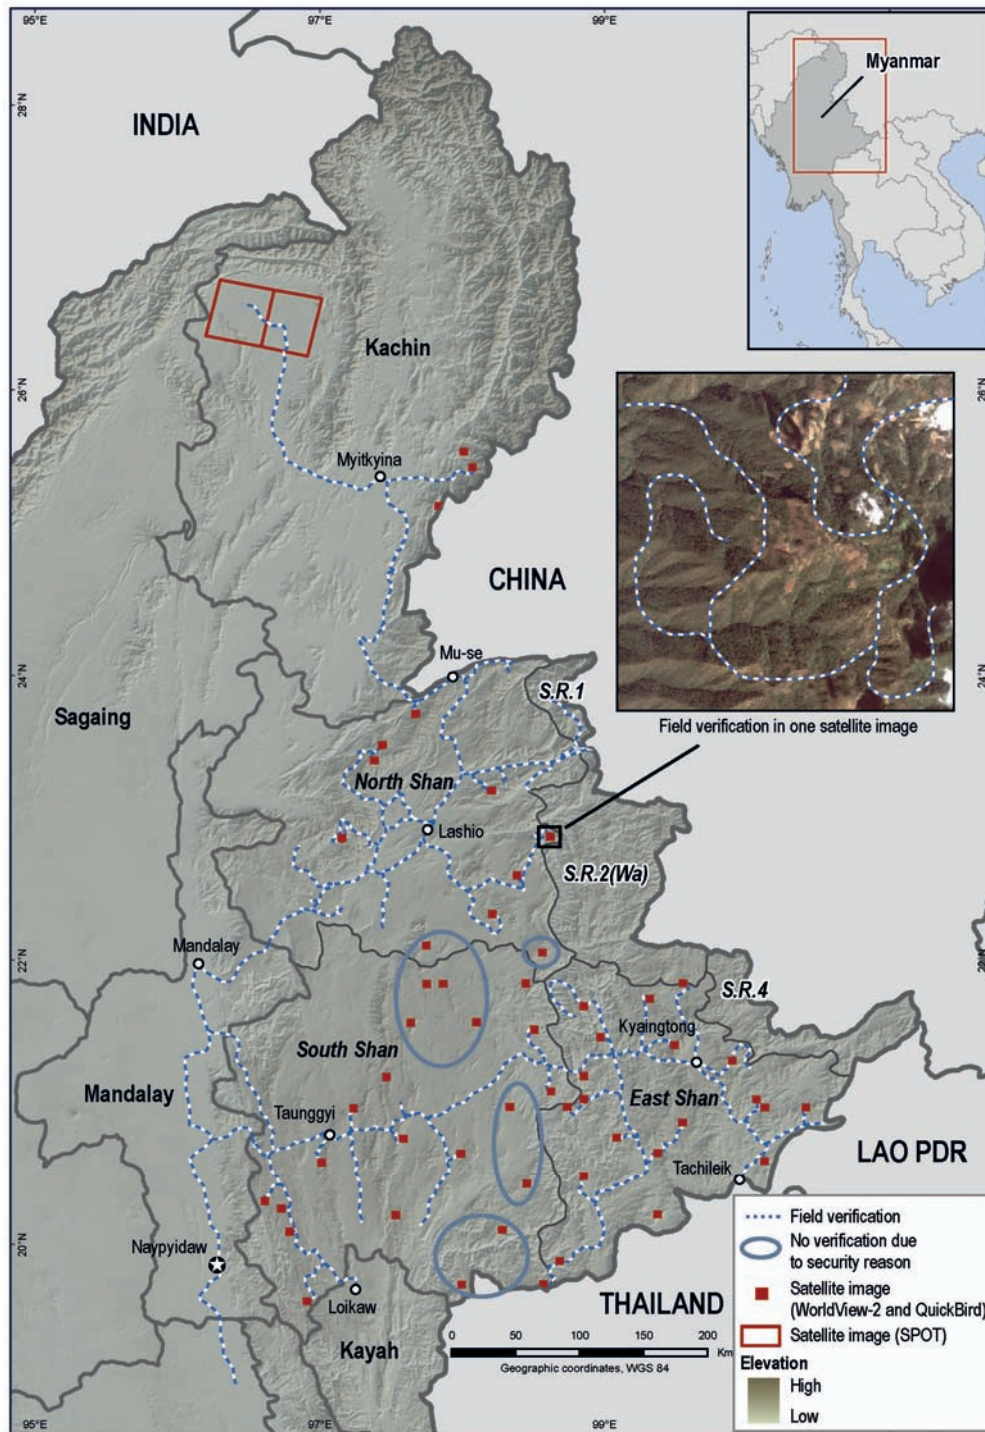 95°E
97°E
99°E
28°N
INDIA
Myanmar
Kachin
26°N
26°N
Myitkyina
CHINA
Mu-se
24°N
24°N
S.R.1
Sagaing
Field verification in one satellite image
North Shan
Lashio
S.R.2(Wa)
Mandalay
22°N
22°N
S.R.4
Kyaingtong
South Shan
Mandalay
East Shan
Taunggyi
LAO PDR
Tachileik
20°N
Naypyidaw
Loikaw
THAILAND
Kayah
0 50 100 150 200
Km
Geographic coordinates, WGS 84
Field verification
No verification due
to security reason
Satellite image
(WorldView-2 and QuickBird)
Satellite image (SPOT)
Elevation
High
Low
95°E
97°E
99°E